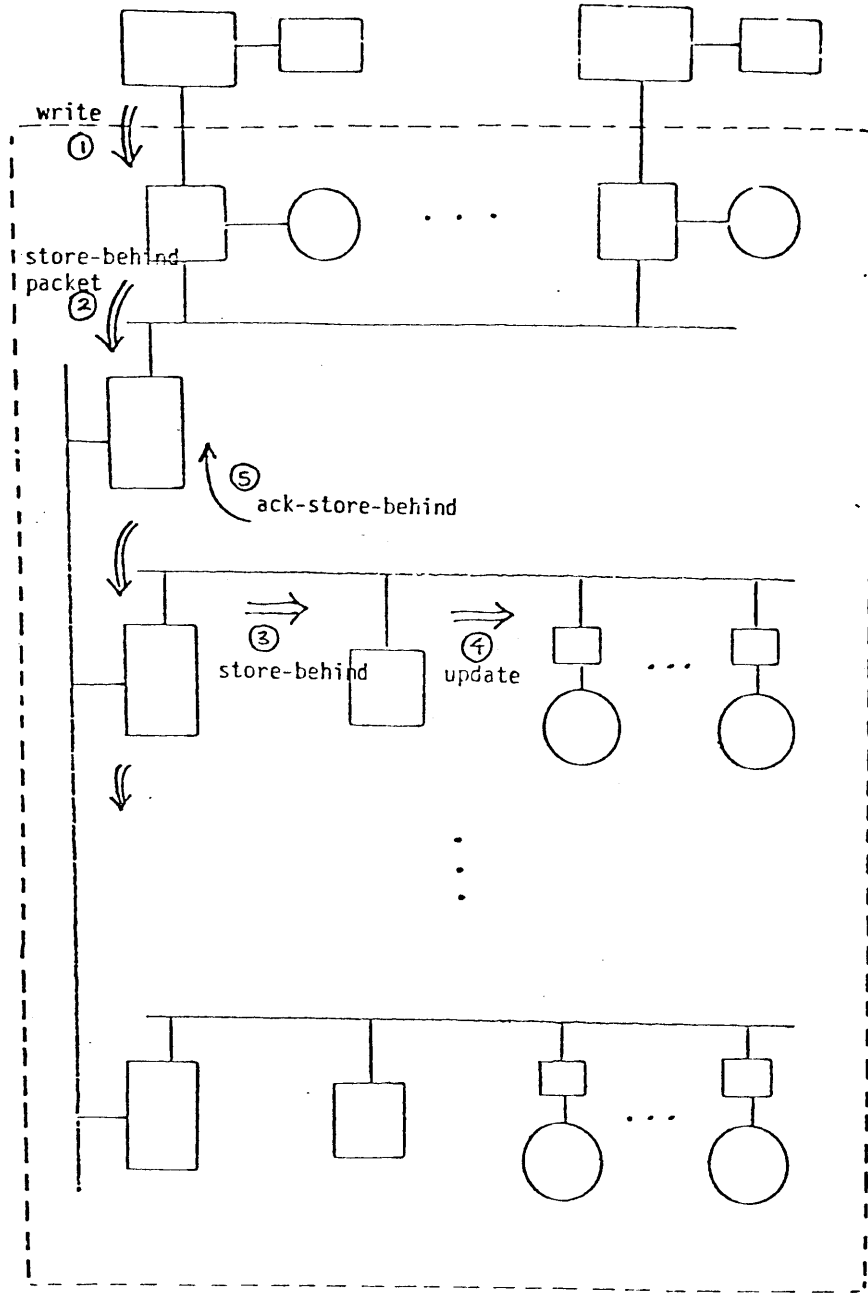 write
①
store-behind
packet
②
⑤
ack-store-behind
③
store-behind
④
update